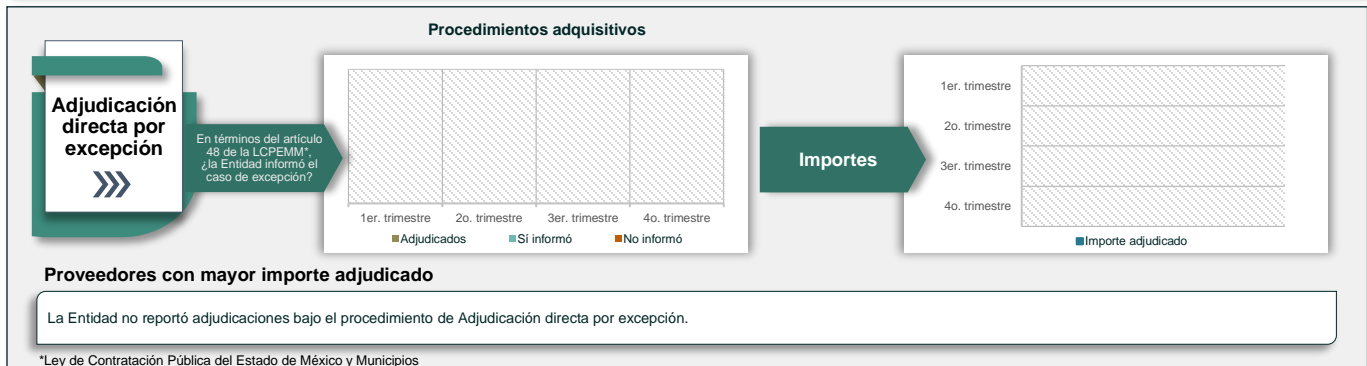 Procedimientos adquisitivos
Adjudicación
directa por
excepción
En términos del artículo
48 de la LCPEMM*,
¿la Entidad informó el
caso de excepción?
1er. trimestre 2o. trimestre 3er. trimestre 4o. trimestre
Adjudicados Sí informó No informó
Importes
1er. trimestre
2o. trimestre
3er. trimestre
4o. trimestre
Importe adjudicado
Proveedores con mayor importe adjudicado
La Entidad no reportó adjudicaciones bajo el procedimiento de Adjudicación directa por excepción.
*Ley de Contratación Pública del Estado de México y Municipios